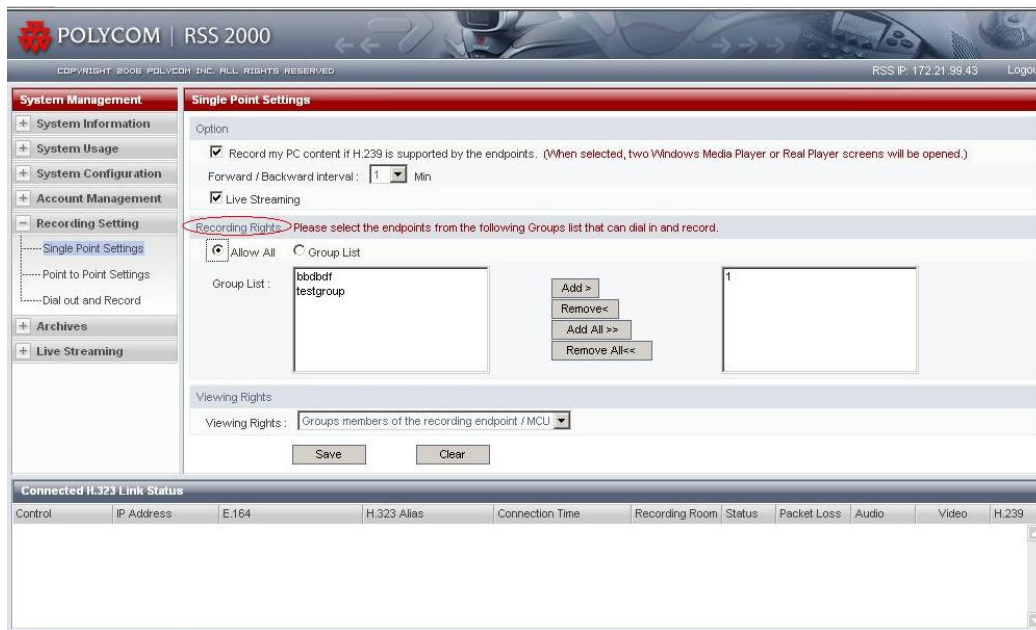 POLYCOM | RSS 2000
COPYRIGHT 2006 POLYCOM INC. ALL RIGHTS RESERVED
RSS IP: 172.21.99.43 Logou
System Management
+ System Information
+ System Usage
+ System Configuration
+ Account Management
- Recording Setting
Single Point Settings
Point to Point Settings
Dial out and Record
+ Archives
+ Live Streaming
Single Point Settings
Option
Record my PC content if H.239 is supported by the endpoints. (When selected, two Windows Media Player or Real Player screens will be opened.)
Forward / Backward interval : 1 Min
Live Streaming
Recording Rights Please select the endpoints from the following Groups list that can dial in and record.
Allow All Group List
Group List :
bbdbdf
testgroup
Add >
Remove<
Add All >>
Remove All<<
1
Viewing Rights
Viewing Rights : Groups members of the recording endpoint / MCU
Save Clear
Connected H.323 Link Status
Control IP Address E.164 H.323 Alias Connection Time Recording Room Status Packet Loss Audio Video H.239